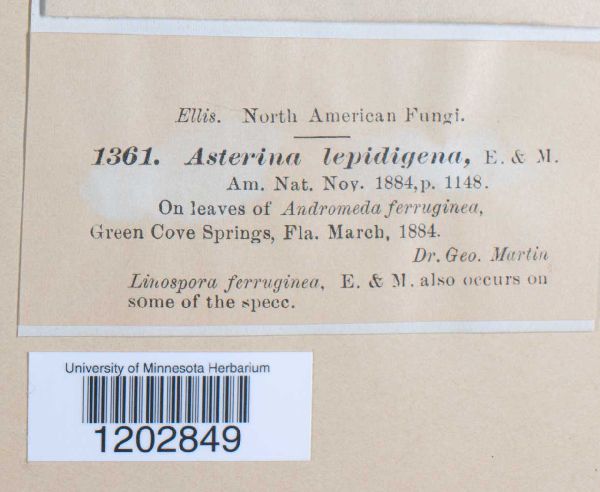 Ellis. North American Fungi.
1361. Asterina lepidigena, E. & M.
Am. Nat. Nov. 1884, p. 1148.
On leaves of Andromeda ferruginea,
Green Cove Springs, Fla. March, 1884.
Dr. Geo. Martin
Linospora ferruginea, E. & M. also occurs on
some of the specc.
University of Minnesota Herbarium
1202849